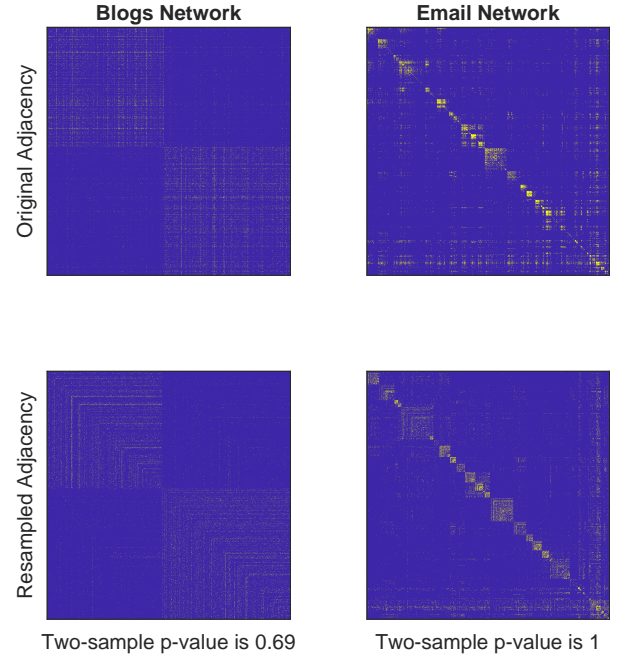 Blogs Network
Email Network
Original Adjacency
Resampled Adjacency
Two-sample p-value is 0.69
Two-sample p-value is 1